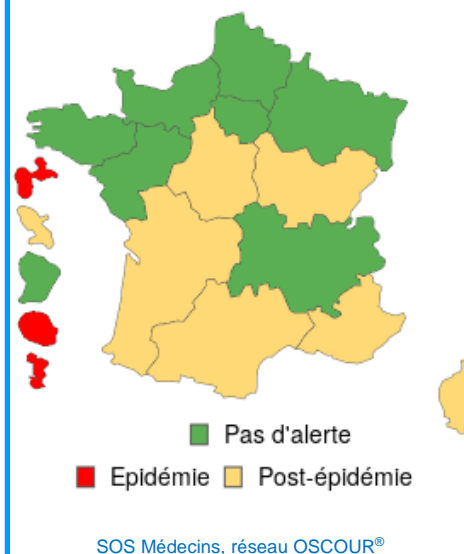 Pas d'alerte
Epidémie Post-épidémie
SOS Médecins, réseau OSCOUR®